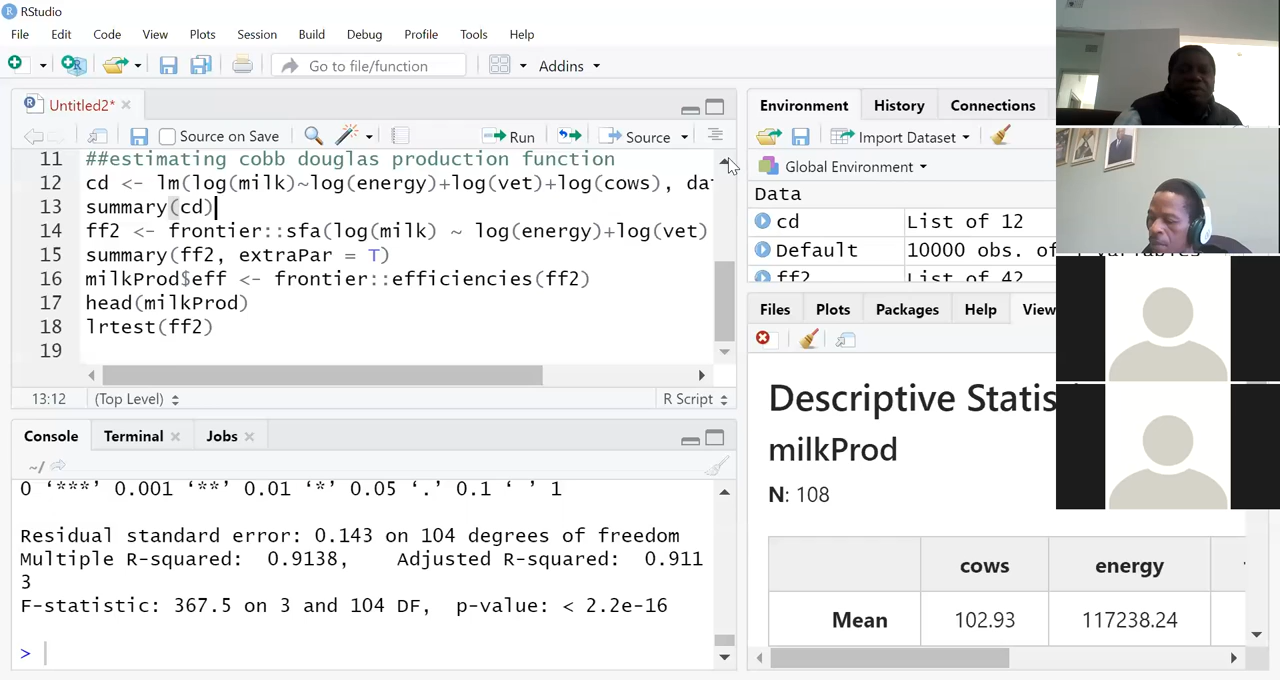 RStudio
File Edit Code View Plots Session Build Debug Profile Tools Help
Go to file/function Addins
Untitled2*
Source on Save Run Source
11 ##estimating cobb douglas production function
12 cd <- lm(log(milk)~log(energy)+log(vet)+log(cows), da
13 summary(cd)
14 ff2 <- frontier::sfa(log(milk) ~ log(energy)+log(vet)
15 summary(ff2, extraPar = T)
16 milkProd$eff <- frontier::efficiencies(ff2)
17 head(milkProd)
18 lrtest(ff2)
19
13:12 (Top Level) R Script
Console Terminal Jobs
~/
0 ‘***’ 0.001 ‘**’ 0.01 ‘*’ 0.05 ‘.’ 0.1 ‘ ’ 1
Residual standard error: 0.143 on 104 degrees of freedom
Multiple R-squared: 0.9138, Adjusted R-squared: 0.911
3
F-statistic: 367.5 on 3 and 104 DF, p-value: < 2.2e-16
>
Environment History Connections
Import Dataset
Global Environment
Data
cd List of 12
Default 10000 obs. of
ff2 List of 42
Files Plots Packages Help View
Descriptive Statis
milkProd
N: 108
cows energy
Mean 102.93 117238.24